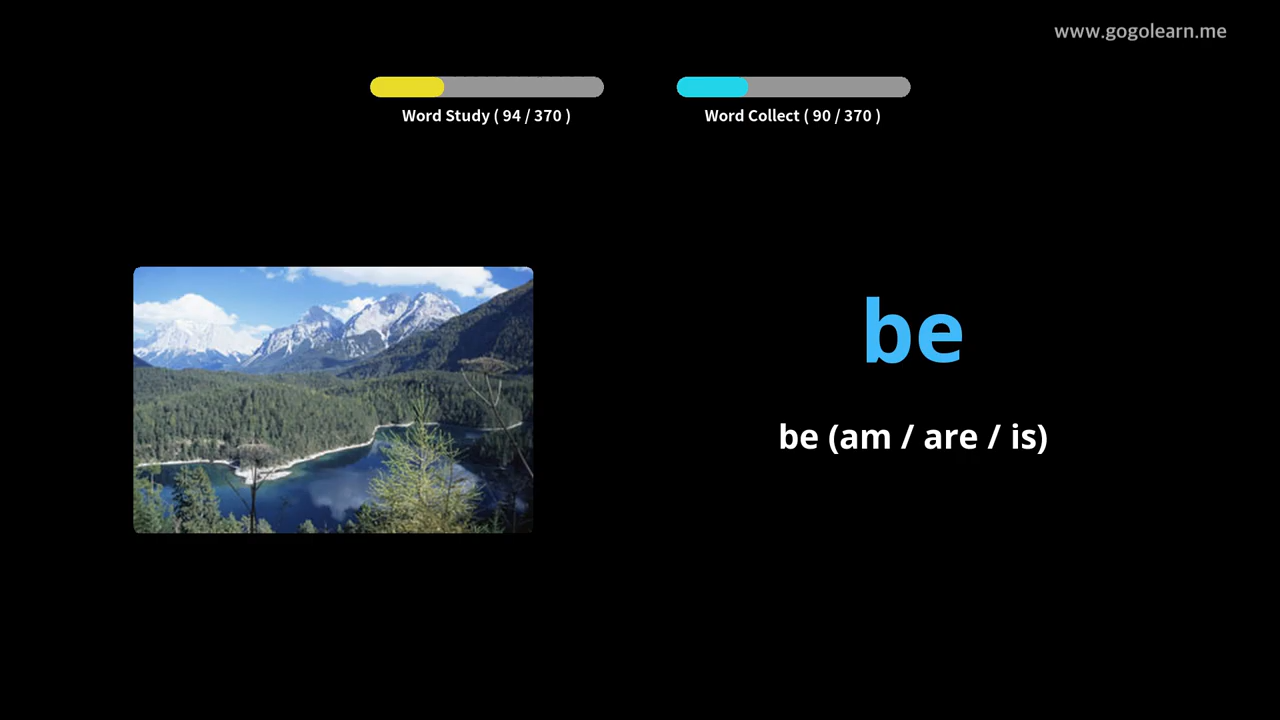 www.gogolearn.me
Word Study ( 94 / 370 )
Word Collect ( 90 / 370 )
be
be (am / are / is)